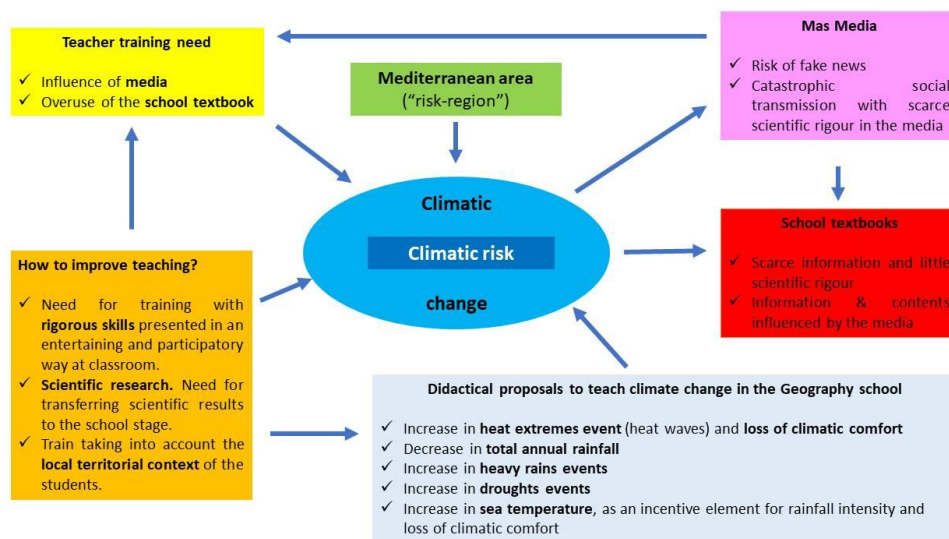 Teacher training need
✓ Influence of media
✓ Overuse of the school textbook
Mediterranean area
("risk-region")
Mas Media
✓ Risk of fake news
✓ Catastrophic social
transmission with scarce
scientific rigour in the media
Climatic
Climatic risk
change
School textbooks
✓ Scarce information and little
scientific rigour
✓ Information & contents
influenced by the media
How to improve teaching?
✓ Need for training with
rigorous skills presented in an
entertaining and participatory
way at classroom.
✓ Scientific research. Need for
transferring scientific results
to the school stage.
✓ Train taking into account the
local territorial context of the
students.
Didactical proposals to teach climate change in the Geography school
✓ Increase in heat extremes event (heat waves) and loss of climatic comfort
✓ Decrease in total annual rainfall
✓ Increase in heavy rains events
✓ Increase in droughts events
✓ Increase in sea temperature, as an incentive element for rainfall intensity and
loss of climatic comfort